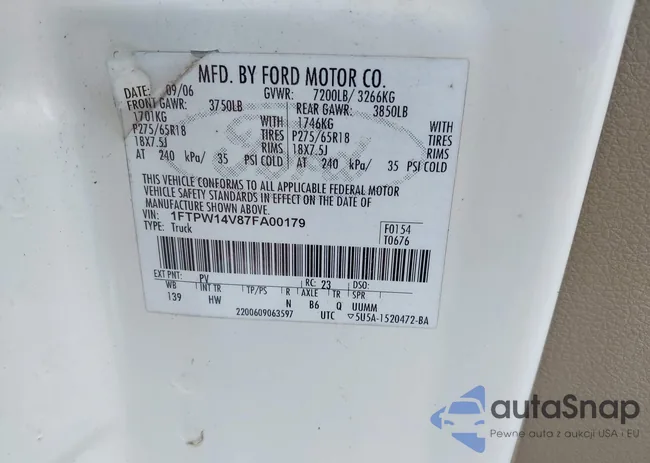 MFD. BY FORD MOTOR CO.
DATE: 09/06 GVWR: 7200LB/ 3266KG
FRONT GAWR: 3750LB REAR GAWR: 3850LB
1701KG WITH 1746KG WITH
P275/65R18 TIRES P275/65R18 TIRES
18X7.5J RIMS 18X7.5J RIMS
AT 240 kPa/ 35 PSI COLD AT 240 kPa/ 35 PSI COLD
THIS VEHICLE CONFORMS TO ALL APPLICABLE FEDERAL MOTOR
VEHICLE SAFETY STANDARDS IN EFFECT ON THE DATE OF
MANUFACTURE SHOWN ABOVE.
VIN: 1FTPW14V87FA00179
TYPE: Truck
F0154
T0676
EXT PNT: PV RC: 23 DSO:
WB INT TR TP/PS R AXLE TR SPR
139 HW N B6 Q UUMM
2200609063597 UTC ▽5U5A-1520472-BA
autaSnap
Pewne auta z aukcji USA i EU